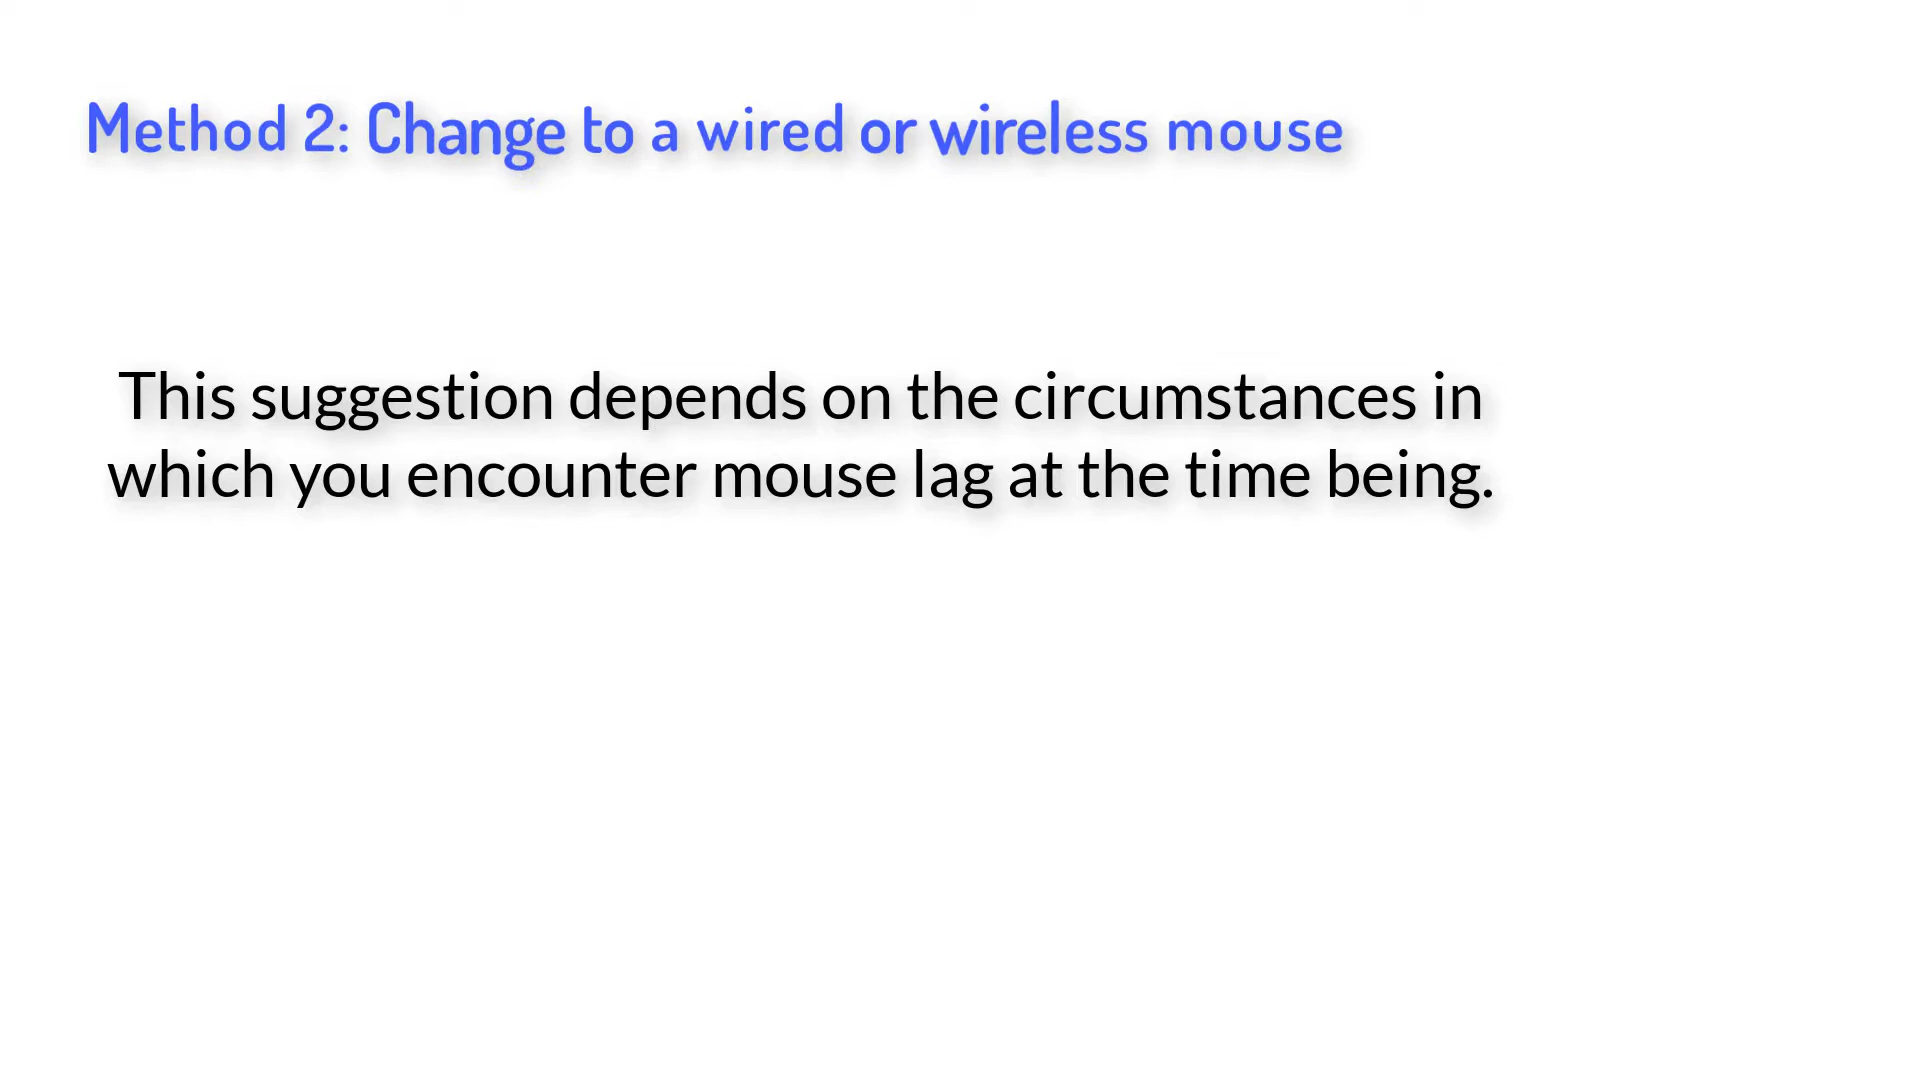 Method 2: Change to a wired or wireless mouse
This suggestion depends on the circumstances in
which you encounter mouse lag at the time being.